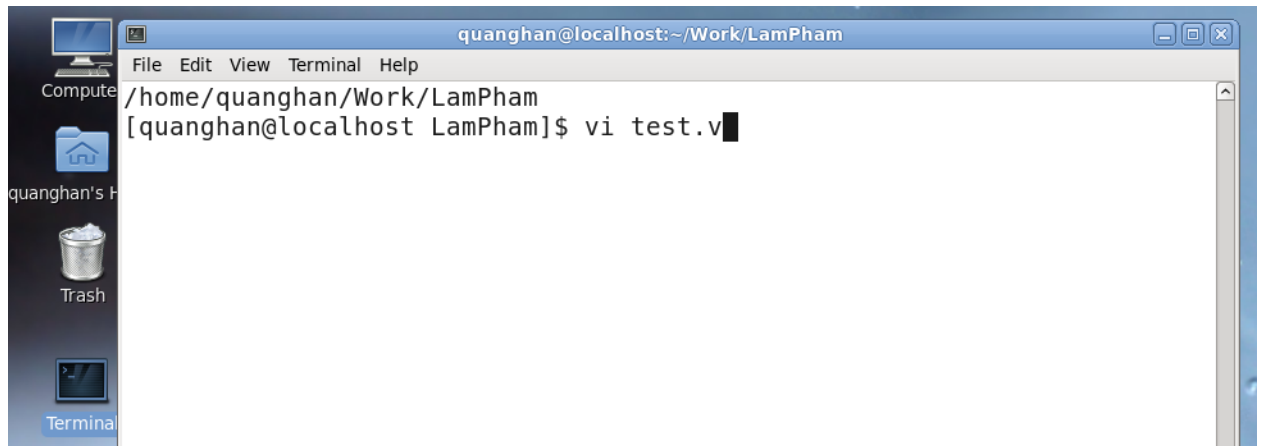 quanghan@localhost:~/Work/LamPham
File Edit View Terminal Help
/home/quanghan/Work/LamPham
[quanghan@localhost LamPham]$ vi test.v
Compute
quanghan's H
Trash
Terminal